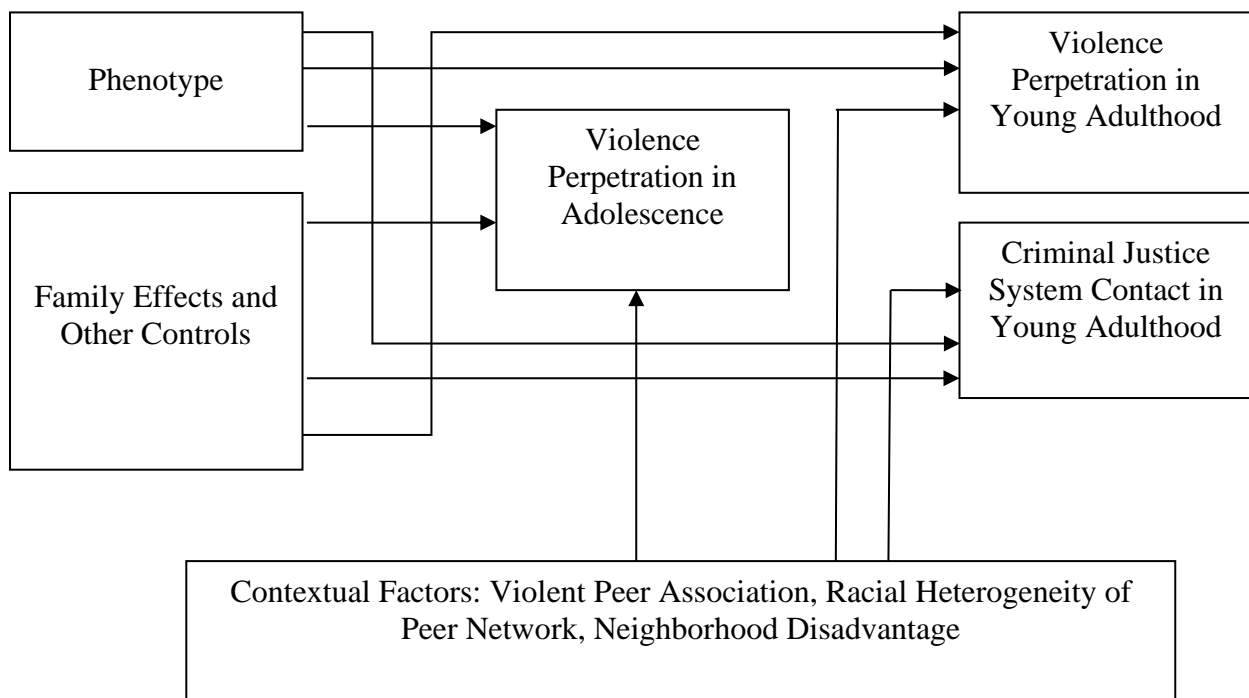 Phenotype
Violence
Perpetration in
Young Adulthood
Violence
Perpetration in
Adolescence
Family Effects and
Other Controls
Criminal Justice
System Contact in
Young Adulthood
Contextual Factors: Violent Peer Association, Racial Heterogeneity of
Peer Network, Neighborhood Disadvantage